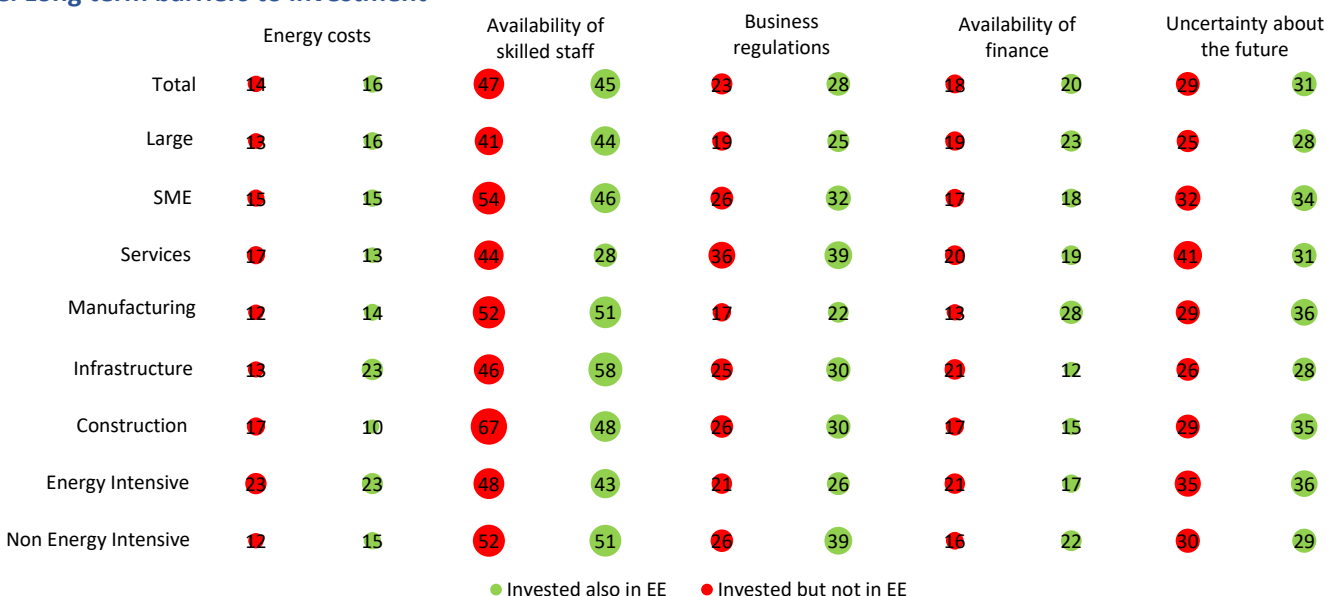 Long term barriers to investment
Energy costs
Availability of
skilled staff
Business
regulations
Availability of
finance
Uncertainty about
the future
Total 14 16 47 45 23 28 18 20 29 31
Large 13 16 41 44 19 25 19 23 25 28
SME 15 15 54 46 26 32 17 18 32 34
Services 17 13 44 28 36 39 20 19 41 31
Manufacturing 12 14 52 51 17 22 13 28 29 36
Infrastructure 13 23 46 58 25 30 21 12 26 28
Construction 17 10 67 48 26 30 17 15 29 35
Energy Intensive 23 23 48 43 21 26 21 17 35 36
Non Energy Intensive 12 15 52 51 26 39 16 22 30 29
Invested also in EE Invested but not in EE